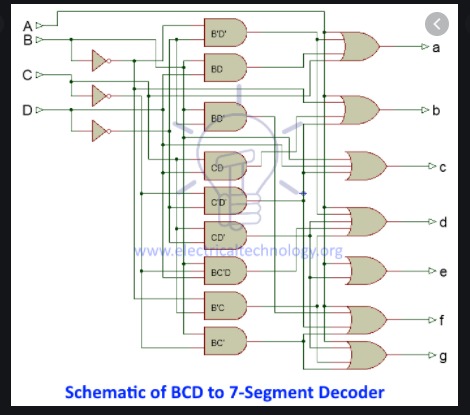 A
B
C
D
B'D'
BD
BD'
CD
C'D'
CD'
BC'D
B'C
BC'
a
b
c
d
e
f
g
www.electricaltechnology.org
Schematic of BCD to 7-Segment Decoder